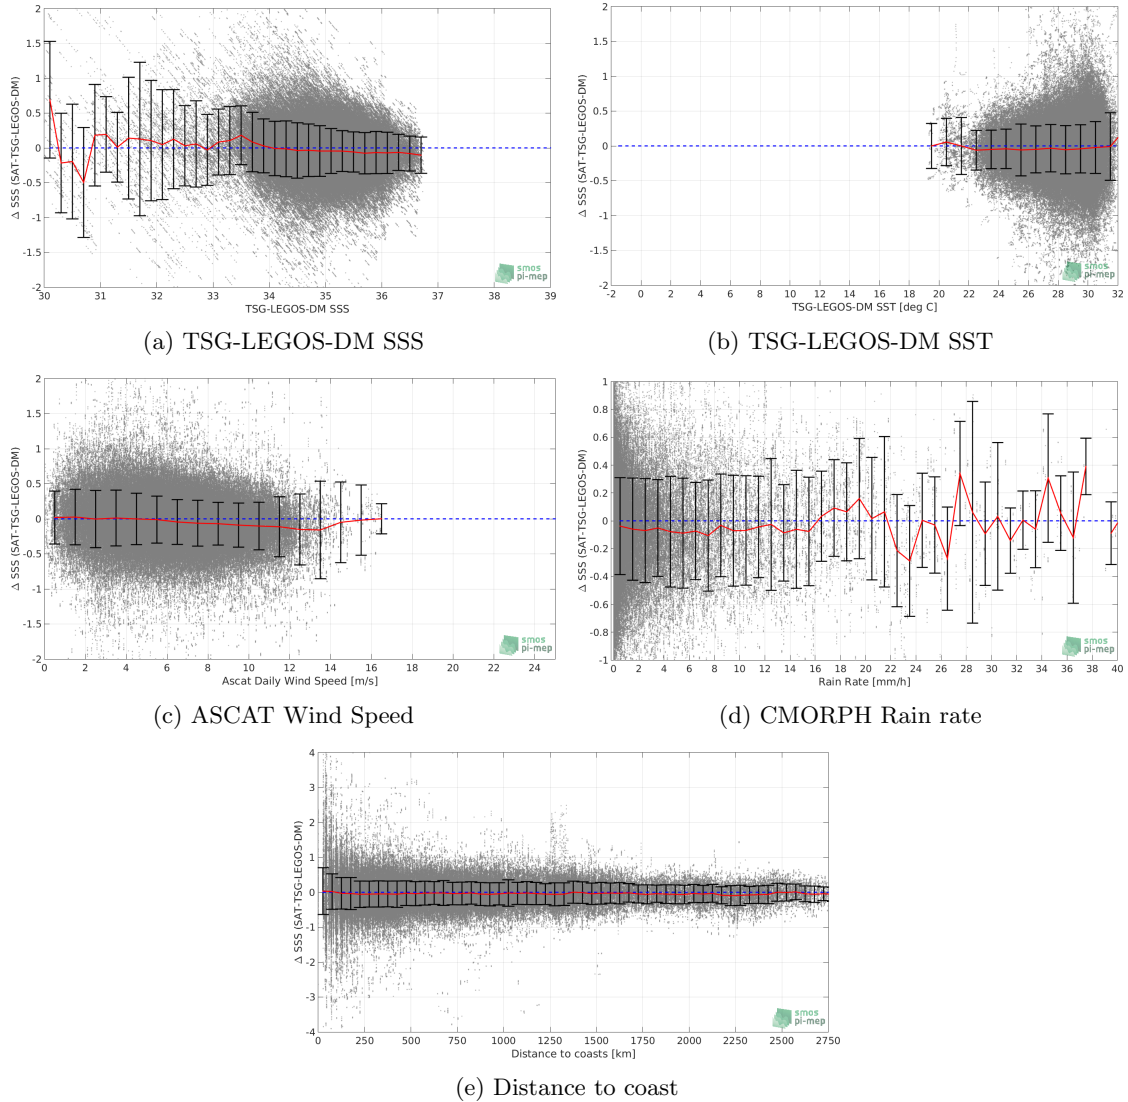 2
1.5
1
0.5
0
-0.5
-1
-1.5
-2
Δ SSS (SAT-TSG-LEGOS-DM)
30 31 32 33 34 35 36 37 38 39
TSG-LEGOS-DM SSS
smos
pi-mep
(a) TSG-LEGOS-DM SSS
2
1.5
1
0.5
0
-0.5
-1
-1.5
-2
Δ SSS (SAT-TSG-LEGOS-DM)
-2 0 2 4 6 8 10 12 14 16 18 20 22 24 26 28 30 32
TSG-LEGOS-DM SST [deg C]
smos
pi-mep
(b) TSG-LEGOS-DM SST
2
1.5
1
0.5
0
-0.5
-1
-1.5
-2
Δ SSS (SAT-TSG-LEGOS-DM)
0 2 4 6 8 10 12 14 16 18 20 22 24
Ascat Daily Wind Speed [m/s]
smos
pi-mep
(c) ASCAT Wind Speed
1
0.8
0.6
0.4
0.2
0
-0.2
-0.4
-0.6
-0.8
-1
Δ SSS (SAT-TSG-LEGOS-DM)
0 2 4 6 8 10 12 14 16 18 20 22 24 26 28 30 32 34 36 38 40
Rain Rate [mm/h]
smos
pi-mep
(d) CMORPH Rain rate
4
3
2
1
0
-1
-2
-3
-4
Δ SSS (SAT-TSG-LEGOS-DM)
0 250 500 750 1000 1250 1500 1750 2000 2250 2500 2750
Distance to coasts [km]
smos
pi-mep
(e) Distance to coast